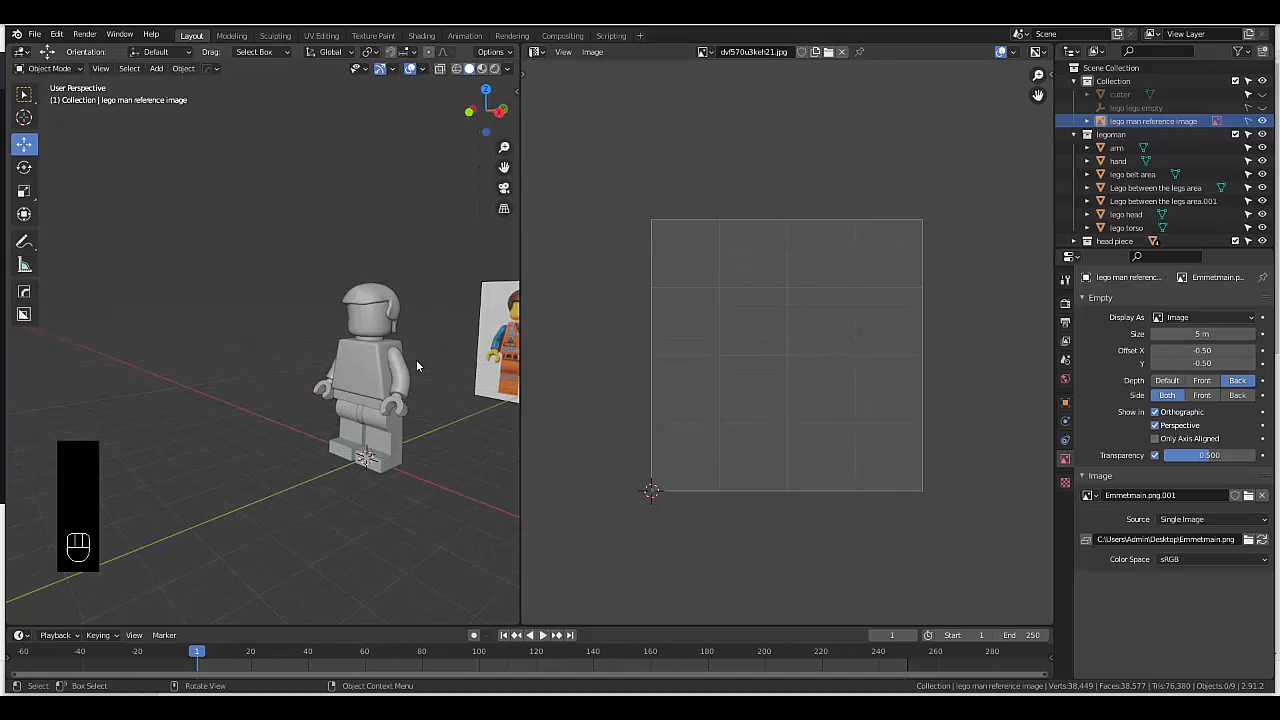 File Edit Render Window Help Layout Modeling Sculpting UV Editing Texture Paint Shading Animation Rendering Compositing Scripting + Scene View Layer
Orientation: Default Drag: Select Box Global Options View Image dvf570u3keh21.jpg
Object Mode View Select Add Object
User Perspective
(1) Collection | lego man reference image
Z
X
Scene Collection
Collection
cutter
lego legs empty
lego man reference image
legoman
arm
hand
lego belt area
Lego between the legs area
Lego between the legs area.001
lego head
lego torso
head piece
lego man referenc... Emmetmain.p...
Empty
Display As Image
Size 5 m
Offset X -0.50
Y -0.50
Depth Default Front Back
Side Both Front Back
Show in Orthographic
Perspective
Only Axis Aligned
Transparency 0.500
Image
Emmetmain.png.001
Source Single Image
C:\Users\Admin\Desktop\Emmetmain.png
Color Space sRGB
Playback Keying View Marker 1 Start 1 End 250
-60 -40 -20 1 20 40 60 80 100 120 140 160 180 200 220 240 260 280
Select Box Select Rotate View Object Context Menu Collection | lego man reference image | Verts:38,449 | Faces:38,577 | Tris:76,380 | Objects:0/9 | 2.91.2